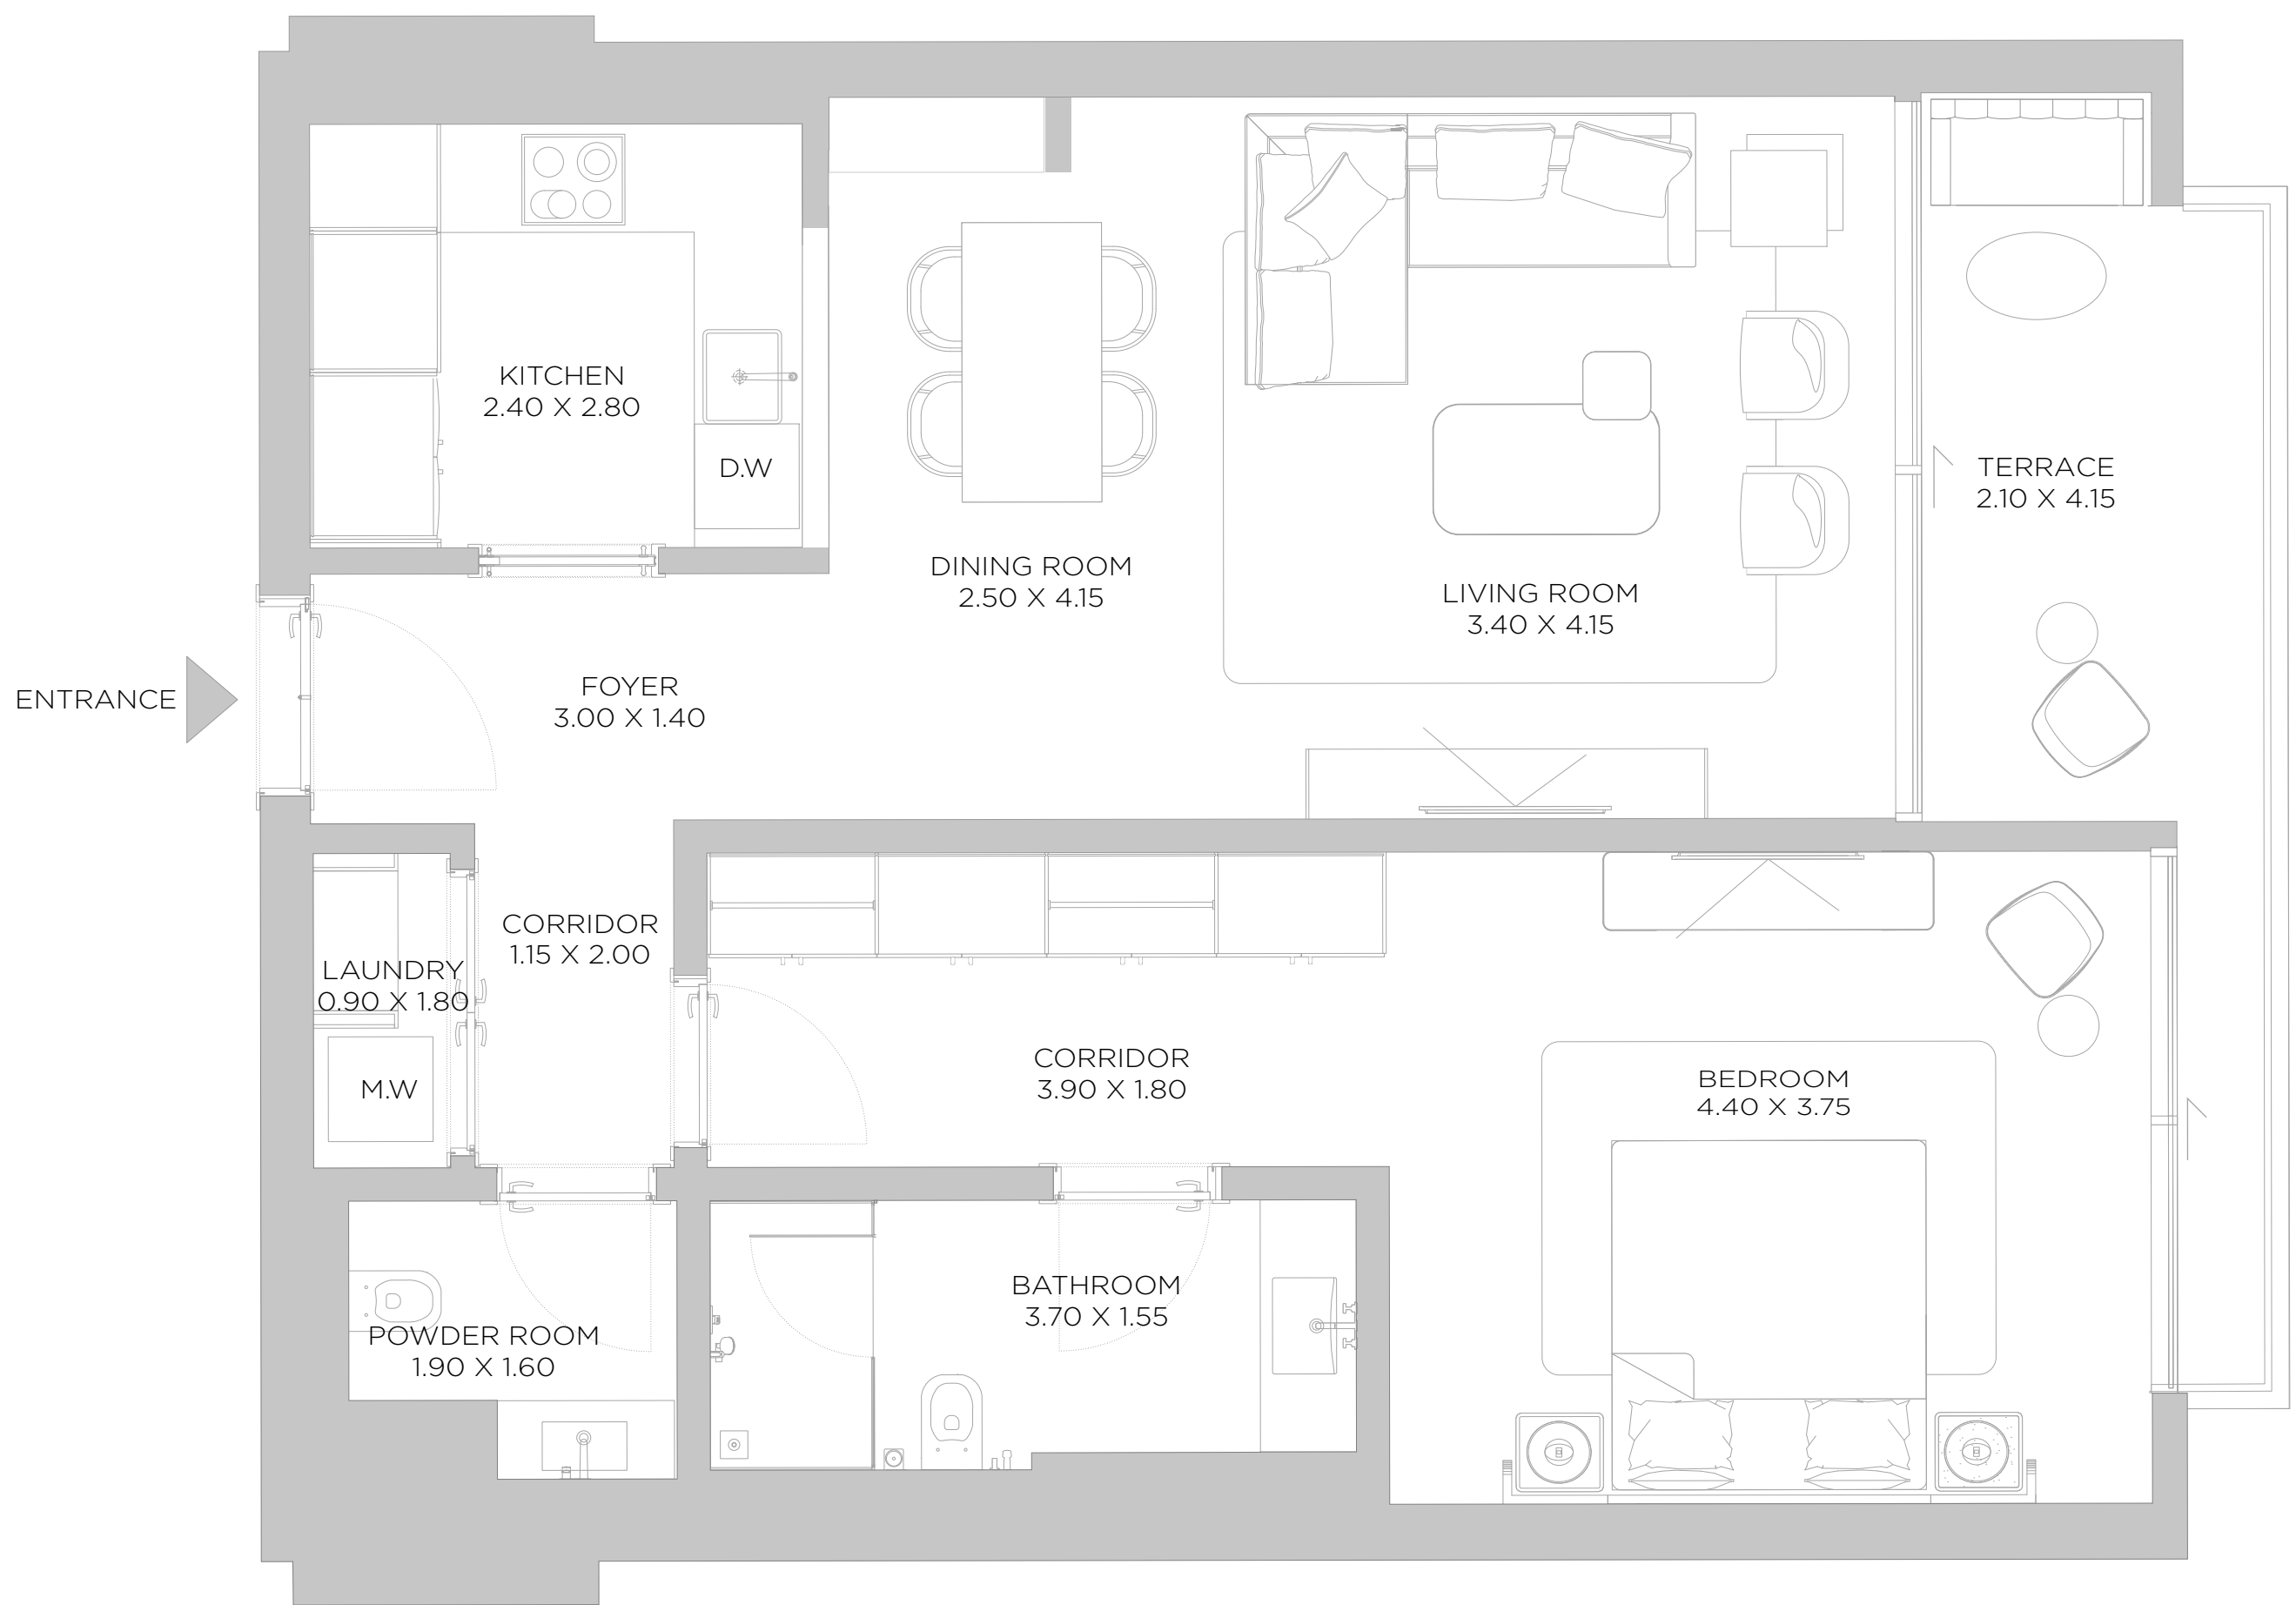 KITCHEN
2.40 X 2.80
D.W
TERRACE
2.10 X 4.15
DINING ROOM
2.50 X 4.15
LIVING ROOM
3.40 X 4.15
ENTRANCE
FOYER
3.00 X 1.40
CORRIDOR
1.15 X 2.00
LAUNDRY
0.90 X 1.80
M.W
CORRIDOR
3.90 X 1.80
BEDROOM
4.40 X 3.75
BATHROOM
3.70 X 1.55
POWDER ROOM
1.90 X 1.60